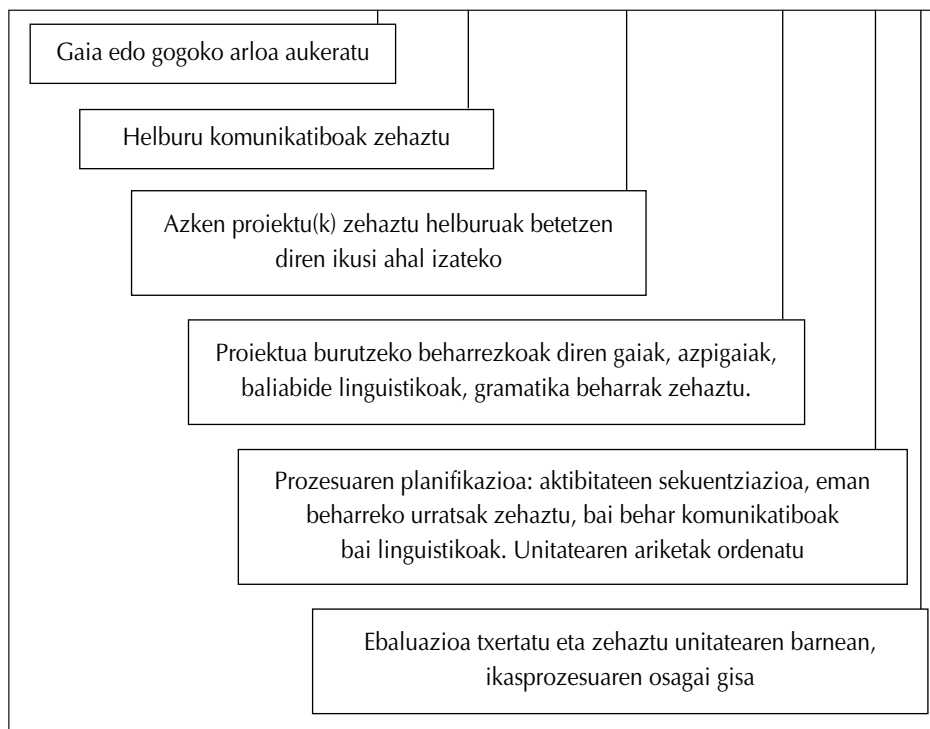 Gaia edo gogoko arloa aukeratu
Helburu komunikatiboak zehaztu
Azken proiektu(k) zehaztu helburuak betetzen
diren ikusi ahal izateko
Proiektua burutzeko beharrezkoak diren gaiak, azpigaiak,
baliabide linguistikoak, gramatika beharrak zehaztu.
Prozesuaren planifikazioa: aktibitateen sekuentziazioa, eman
beharreko urratsak zehaztu, bai behar komunikatiboak
bai linguistikoak. Unitatearen ariketak ordenatu
Ebaluazioa txertatu eta zehaztu unitatearen barnean,
ikasprozesuaren osagai gisa